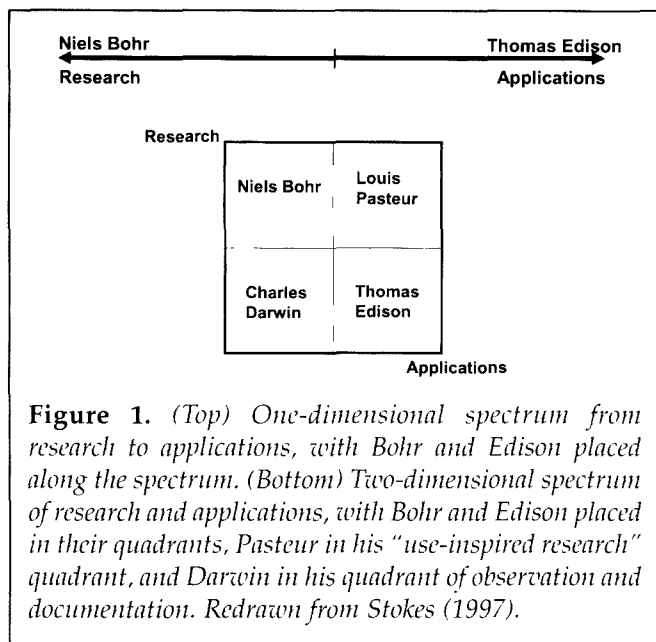 Niels Bohr
Thomas Edison
Research
Applications
Research
Niels Bohr
Louis
Pasteur
Charles
Darwin
Thomas
Edison
Applications
Figure 1. (Top) One-dimensional spectrum from
research to applications, with Bohr and Edison placed
along the spectrum. (Bottom) Two-dimensional spectrum
of research and applications, with Bohr and Edison placed
in their quadrants, Pasteur in his "use-inspired research"
quadrant, and Darwin in his quadrant of observation and
documentation. Redrawn from Stokes (1997).